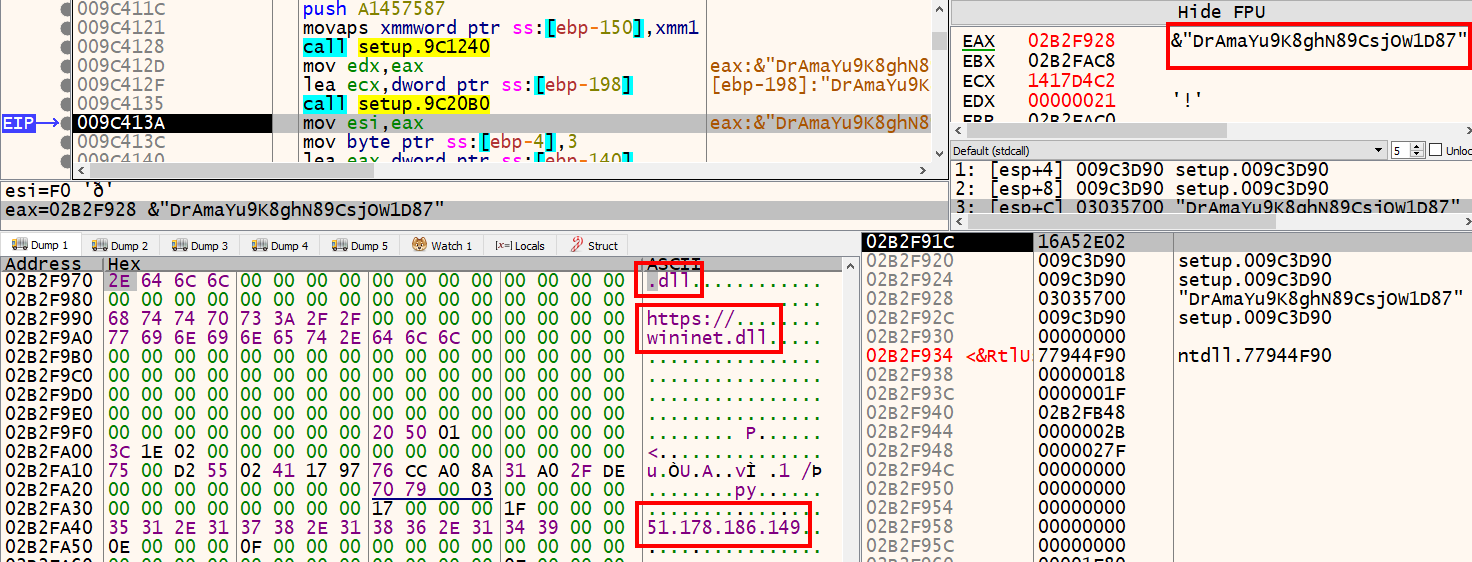 009C411C push A1457587
009C4121 movaps xmmword ptr ss:[ebp-150],xmm1
009C4128 call setup.9C1240
009C412D mov edx,eax eax:&"DrAmaYu9K8ghN8
009C412F lea ecx,dword ptr ss:[ebp-198] [ebp-198]:"DrAmaYu9K
009C4135 call setup.9C20B0
EIP 009C413A mov esi,eax eax:&"DrAmaYu9K8ghN8
009C413C mov byte ptr ss:[ebp-4],3
009C4140 lea eax,dword ptr ss:[ebp-140]
esi=F0 'ð'
eax=02B2F928 &"DrAmaYu9K8ghN89CsjOW1D87"
Hide FPU
EAX 02B2F928 &"DrAmaYu9K8ghN89CsjOW1D87"
EBX 02B2FAC8
ECX 1417D4C2
EDX 00000021 '!'
EBP 02B2FAC0
Default (stdcall) 5 Unloc
1: [esp+4] 009C3D90 setup.009C3D90
2: [esp+8] 009C3D90 setup.009C3D90
3: [esp+C] 03035700 "DrAmaYu9K8ghN89CsjOW1D87"
Dump 1 Dump 2 Dump 3 Dump 4 Dump 5 Watch 1 [x=] Locals Struct
Address Hex ASCII
02B2F970 2E 64 6C 6C 00 00 00 00 00 00 00 00 00 00 00 00 .dll............
02B2F980 00 00 00 00 00 00 00 00 00 00 00 00 00 00 00 00 ................
02B2F990 68 74 74 70 73 3A 2F 2F 00 00 00 00 00 00 00 00 https://........
02B2F9A0 77 69 6E 69 6E 65 74 2E 64 6C 6C 00 00 00 00 00 wininet.dll.....
02B2F9B0 00 00 00 00 00 00 00 00 00 00 00 00 00 00 00 00 ................
02B2F9C0 00 00 00 00 00 00 00 00 00 00 00 00 00 00 00 00 ................
02B2F9D0 00 00 00 00 00 00 00 00 00 00 00 00 00 00 00 00 ................
02B2F9E0 00 00 00 00 00 00 00 00 00 00 00 00 00 00 00 00 ................
02B2F9F0 00 00 00 00 00 00 00 00 20 50 01 00 00 00 00 00 ........ P......
02B2FA00 3C 1E 02 00 00 00 00 00 00 00 00 00 00 00 00 00 <...............
02B2FA10 75 00 D2 55 02 41 17 97 76 CC A0 8A 31 A0 2F DE u.ÒU.A..vÌ .1 /Þ
02B2FA20 00 00 00 00 00 00 00 00 70 79 00 03 00 00 00 00 ........py......
02B2FA30 00 00 00 00 00 00 00 00 17 00 00 00 1F 00 00 00 ................
02B2FA40 35 31 2E 31 37 38 2E 31 38 36 2E 31 34 39 00 00 51.178.186.149..
02B2FA50 0E 00 00 00 0F 00 00 00 00 00 00 00 00 00 00 00 ................
02B2F91C 16A52E02
02B2F920 009C3D90 setup.009C3D90
02B2F924 009C3D90 setup.009C3D90
02B2F928 03035700 "DrAmaYu9K8ghN89CsjOW1D87"
02B2F92C 009C3D90 setup.009C3D90
02B2F930 00000000
02B2F934 <&RtlU 77944F90 ntdll.77944F90
02B2F938 00000018
02B2F93C 0000001F
02B2F940 02B2FB48
02B2F944 0000002B
02B2F948 0000027F
02B2F94C 00000000
02B2F950 00000000
02B2F954 00000000
02B2F958 00000000
02B2F95C 00000000